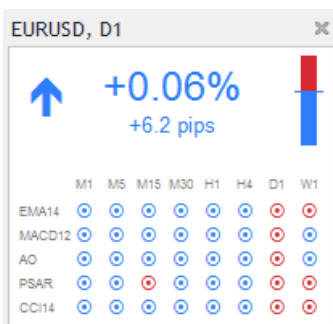 EURUSD, D1
+0.06%
+6.2 pips
M1 M5 M15 M30 H1 H4 D1 W1
EMA14
MACD12
AO
PSAR
CCI14